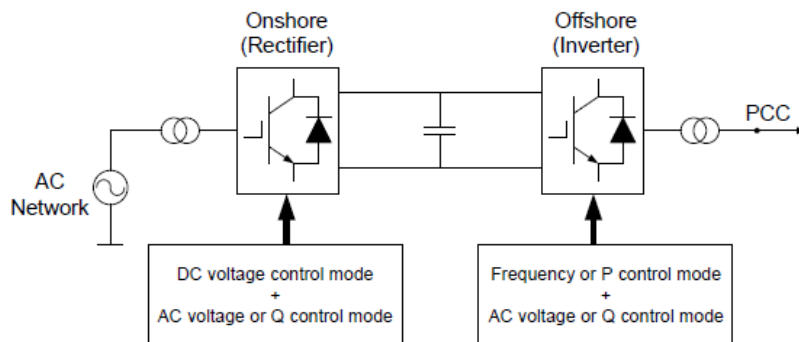 Onshore
(Rectifier)
Offshore
(Inverter)
PCC
AC
Network
DC voltage control mode
+
AC voltage or Q control mode
Frequency or P control mode
+
AC voltage or Q control mode